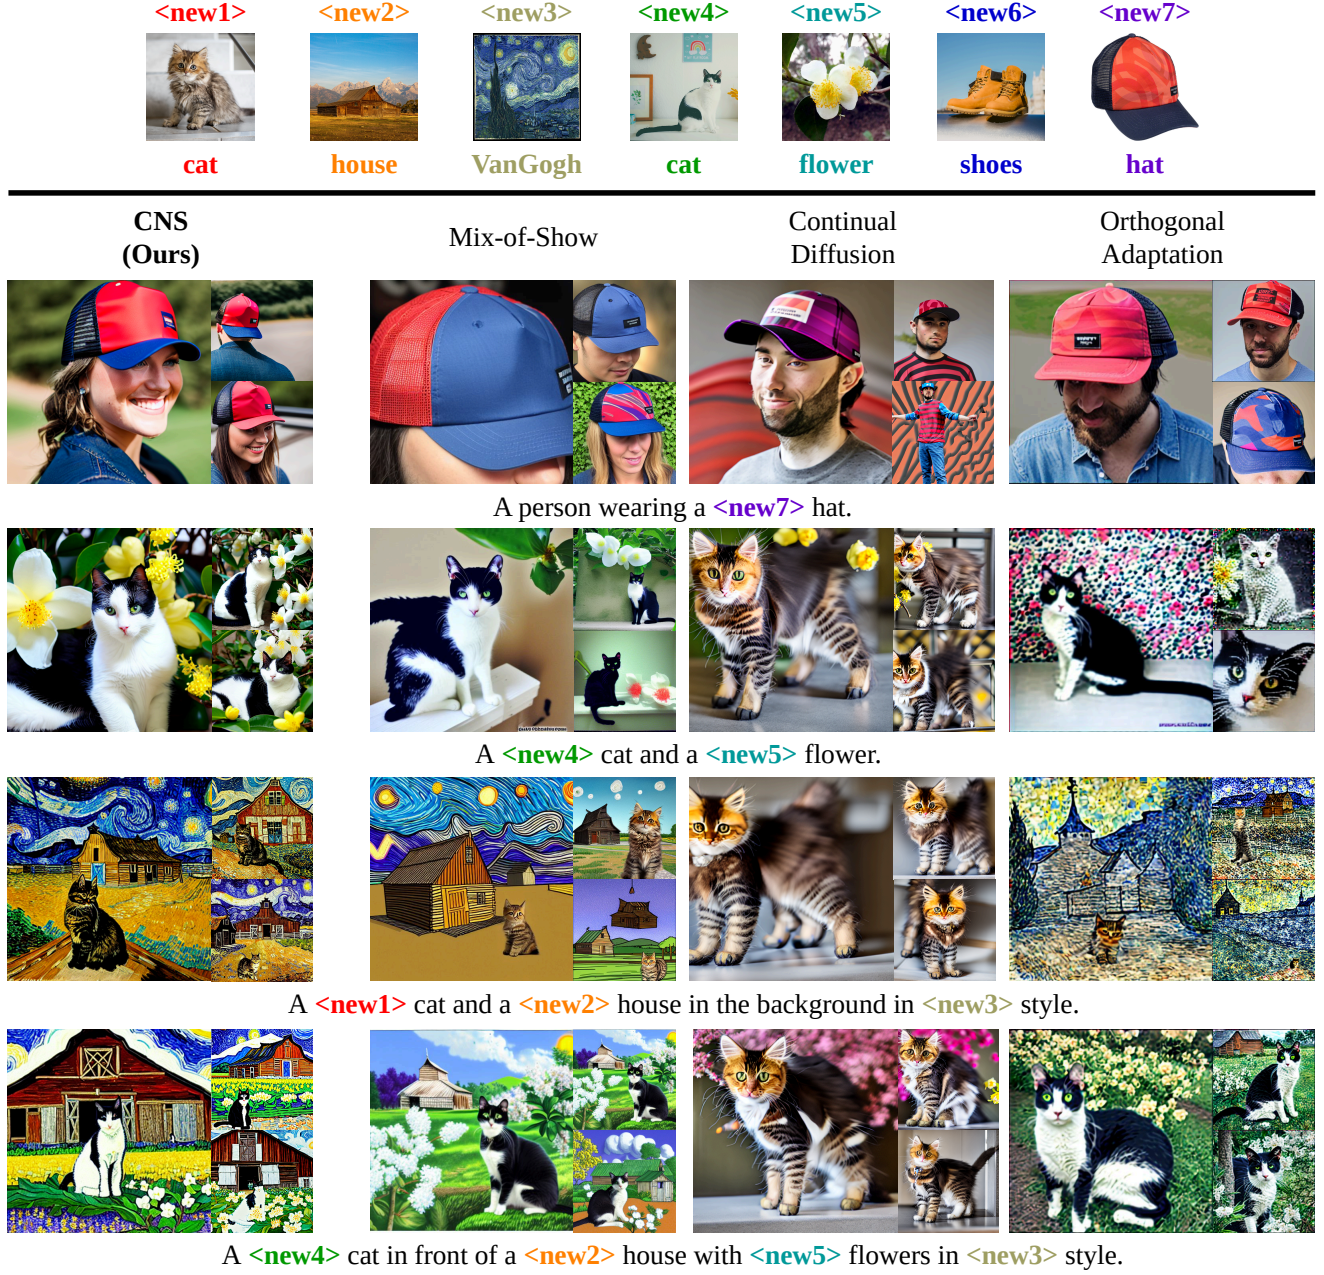 <new1> <new2> <new3> <new4> <new5> <new6> <new7>
cat house VanGogh cat flower shoes hat
CNS
(Ours)
Mix-of-Show
Continual
Diffusion
Orthogonal
Adaptation
A person wearing a <new7> hat.
A <new4> cat and a <new5> flower.
A <new1> cat and a <new2> house in the background in <new3> style.
A <new4> cat in front of a <new2> house with <new5> flowers in <new3> style.